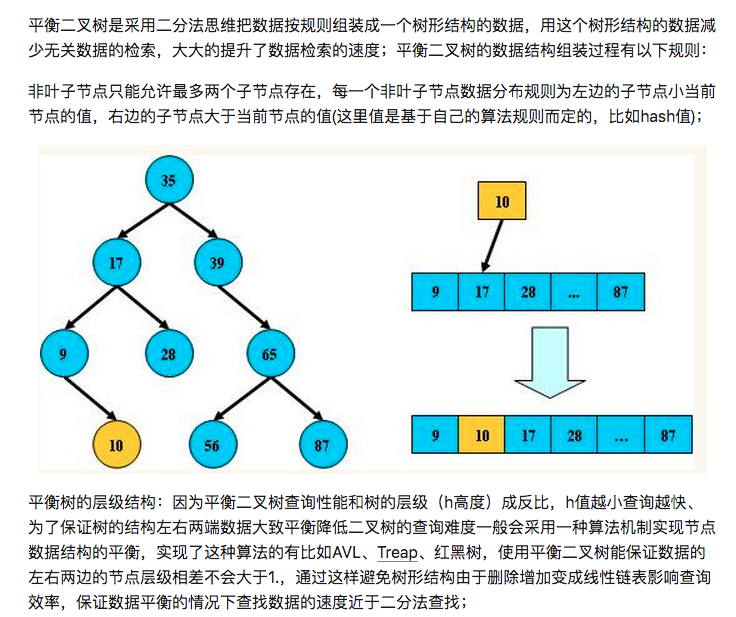 平衡二叉树是采用二分法思维把数据按规则组装成一个树形结构的数据，用这个树形结构的数据减
少无关数据的检索，大大的提升了数据检索的速度；平衡二叉树的数据结构组装过程有以下规则：
非叶子节点只能允许最多两个子节点存在，每一个非叶子节点数据分布规则为左边的子节点小当前
节点的值，右边的子节点大于当前节点的值(这里值是基于自己的算法规则而定的，比如hash值)；
35
17
39
9
28
65
10
56
87
10
9 17 28 ... 87
9 10 17 28 ... 87
平衡树的层级结构：因为平衡二叉树查询性能和树的层级（h高度）成反比，h值越小查询越快、
为了保证树的结构左右两端数据大致平衡降低二叉树的查询难度一般会采用一种算法机制实现节点
数据结构的平衡，实现了这种算法的有比如AVL、Treap、红黑树，使用平衡二叉树能保证数据的
左右两边的节点层级相差不会大于1.，通过这样避免树形结构由于删除增加变成线性链表影响查询
效率，保证数据平衡的情况下查找数据的速度近于二分法查找；